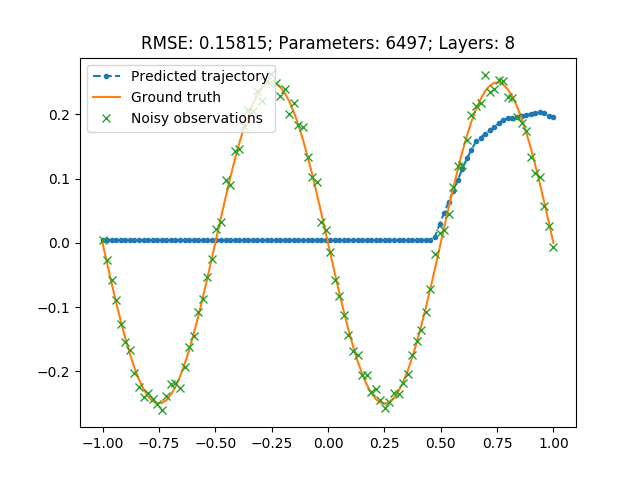 RMSE: 0.15815; Parameters: 6497; Layers: 8
Predicted trajectory
Ground truth
Noisy observations
0.2
0.1
0.0
−0.1
−0.2
−1.00 −0.75 −0.50 −0.25 0.00 0.25 0.50 0.75 1.00